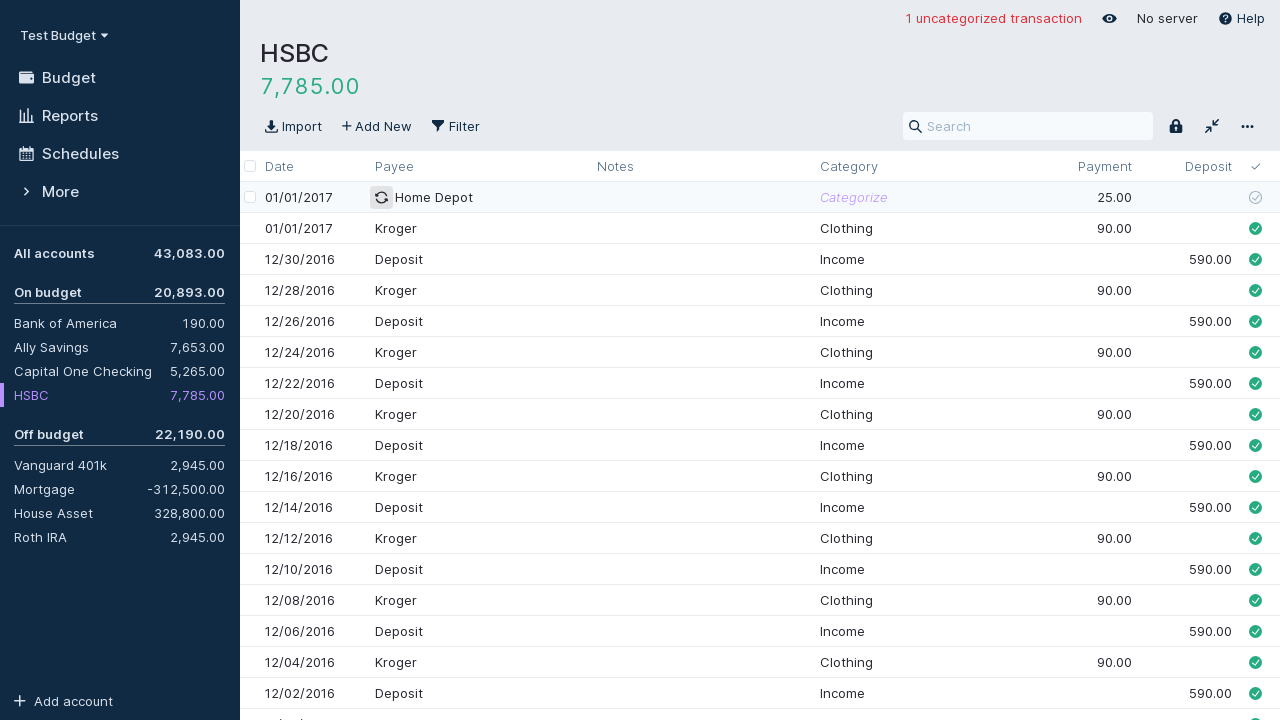 Test Budget
Budget
Reports
Schedules
More
All accounts 43,083.00
On budget 20,893.00
Bank of America 190.00
Ally Savings 7,653.00
Capital One Checking 5,265.00
HSBC 7,785.00
Off budget 22,190.00
Vanguard 401k 2,945.00
Mortgage -312,500.00
House Asset 328,800.00
Roth IRA 2,945.00
Add account
1 uncategorized transaction No server Help
HSBC
7,785.00
Import Add New Filter Search
Date Payee Notes Category Payment Deposit
01/01/2017 Home Depot Categorize 25.00
01/01/2017 Kroger Clothing 90.00
12/30/2016 Deposit Income 590.00
12/28/2016 Kroger Clothing 90.00
12/26/2016 Deposit Income 590.00
12/24/2016 Kroger Clothing 90.00
12/22/2016 Deposit Income 590.00
12/20/2016 Kroger Clothing 90.00
12/18/2016 Deposit Income 590.00
12/16/2016 Kroger Clothing 90.00
12/14/2016 Deposit Income 590.00
12/12/2016 Kroger Clothing 90.00
12/10/2016 Deposit Income 590.00
12/08/2016 Kroger Clothing 90.00
12/06/2016 Deposit Income 590.00
12/04/2016 Kroger Clothing 90.00
12/02/2016 Deposit Income 590.00